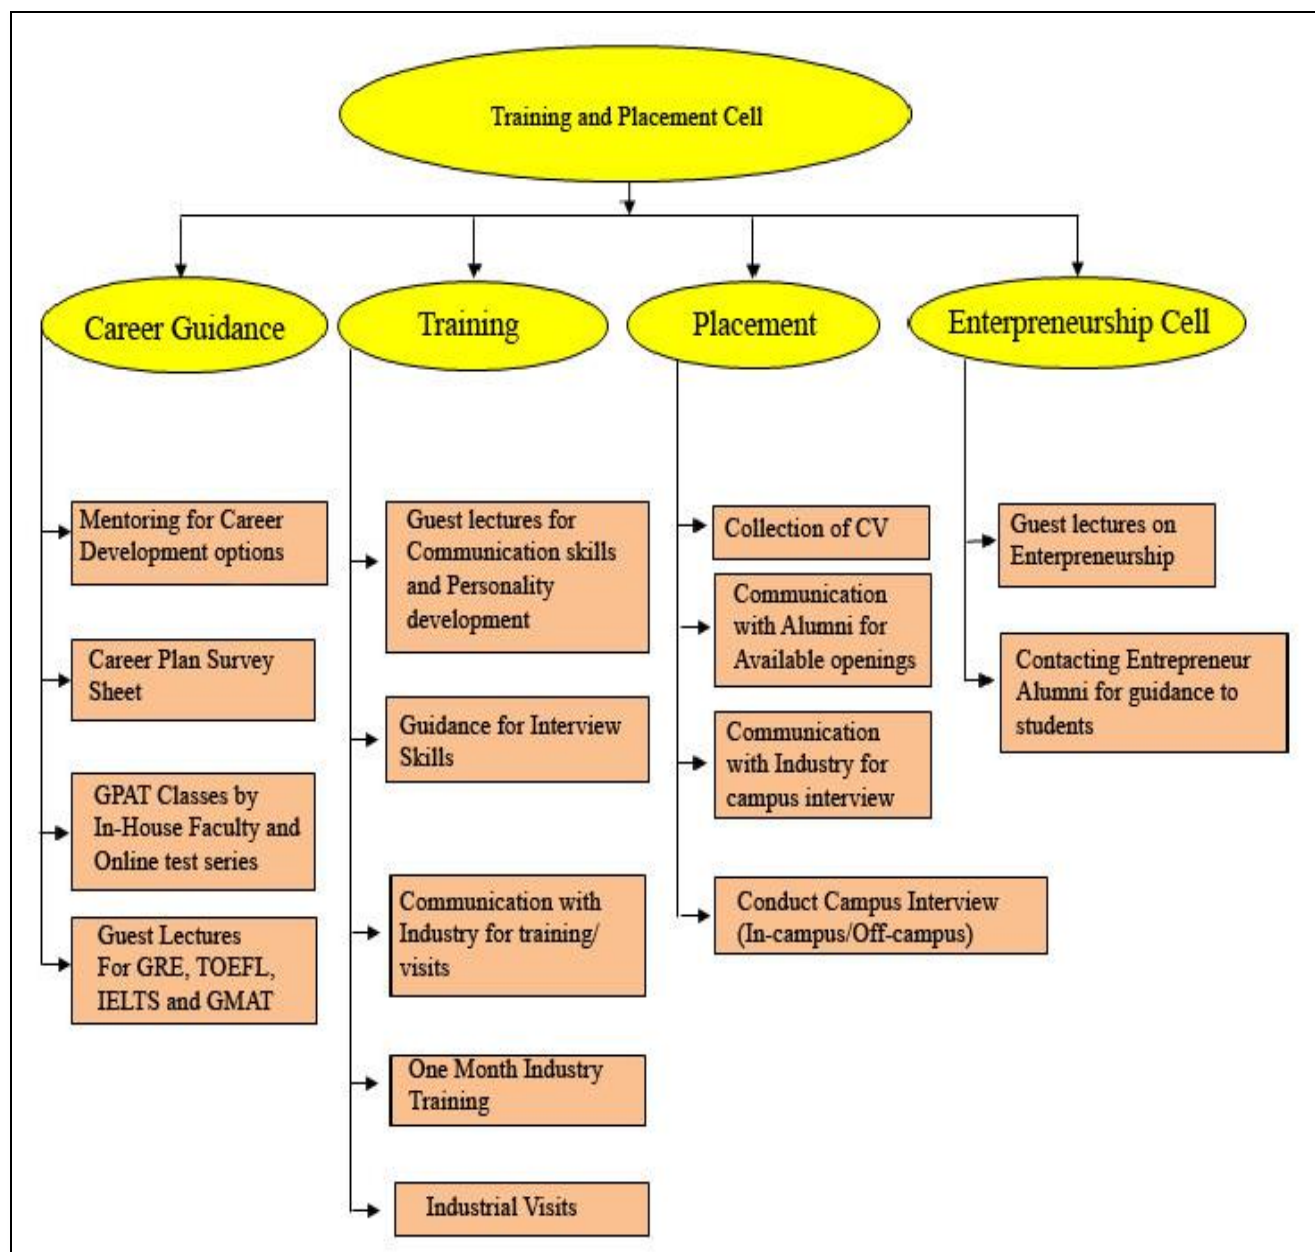 Training and Placement Cell
Career Guidance
Training
Placement
Enterpreneurship Cell
Mentoring for Career
Development options
Career Plan Survey
Sheet
GPAT Classes by
In-House Faculty and
Online test series
Guest Lectures
For GRE, TOEFL,
IELTS and GMAT
Guest lectures for
Communication skills
and Personality
development
Guidance for Interview
Skills
Communication with
Industry for training/
visits
One Month Industry
Training
Industrial Visits
Collection of CV
Communication
with Alumni for
Available openings
Communication
with Industry for
campus interview
Conduct Campus Interview
(In-campus/Off-campus)
Guest lectures on
Enterpreneurship
Contacting Entrepreneur
Alumni for guidance to
students